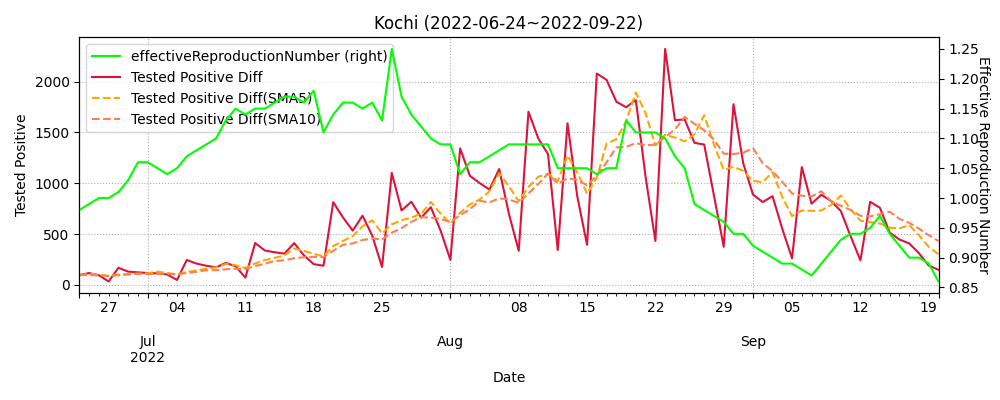 Kochi (2022-06-24~2022-09-22)
effectiveReproductionNumber (right)
Tested Positive Diff
Tested Positive Diff(SMA5)
Tested Positive Diff(SMA10)
Tested Positive
2000
1500
1000
500
0
1.25
1.20
1.15
1.10
1.05
1.00
0.95
0.90
0.85
Effective Reproduction Number
27 04 11 18 25 08 15 22 29 05 12 19
Jul Aug Sep
2022
Date